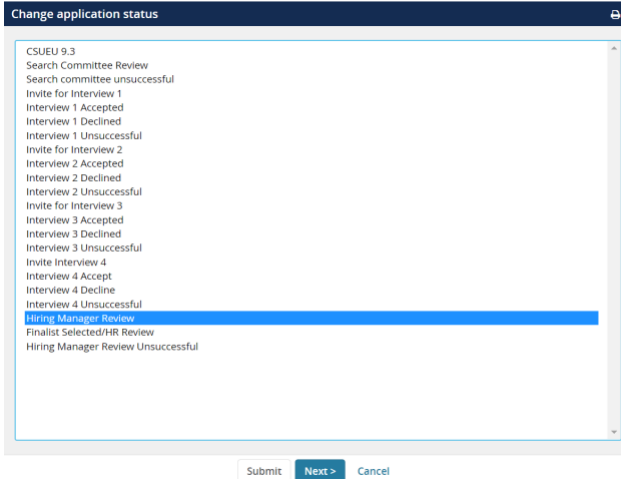 Change application status
CSUEU 9.3
Search Committee Review
Search committee unsuccessful
Invite for Interview 1
Interview 1 Accepted
Interview 1 Declined
Interview 1 Unsuccessful
Invite for Interview 2
Interview 2 Accepted
Interview 2 Declined
Interview 2 Unsuccessful
Invite for Interview 3
Interview 3 Accepted
Interview 3 Declined
Interview 3 Unsuccessful
Invite Interview 4
Interview 4 Accept
Interview 4 Decline
Interview 4 Unsuccessful
Hiring Manager Review
Finalist Selected/HR Review
Hiring Manager Review Unsuccessful
Submit Next > Cancel